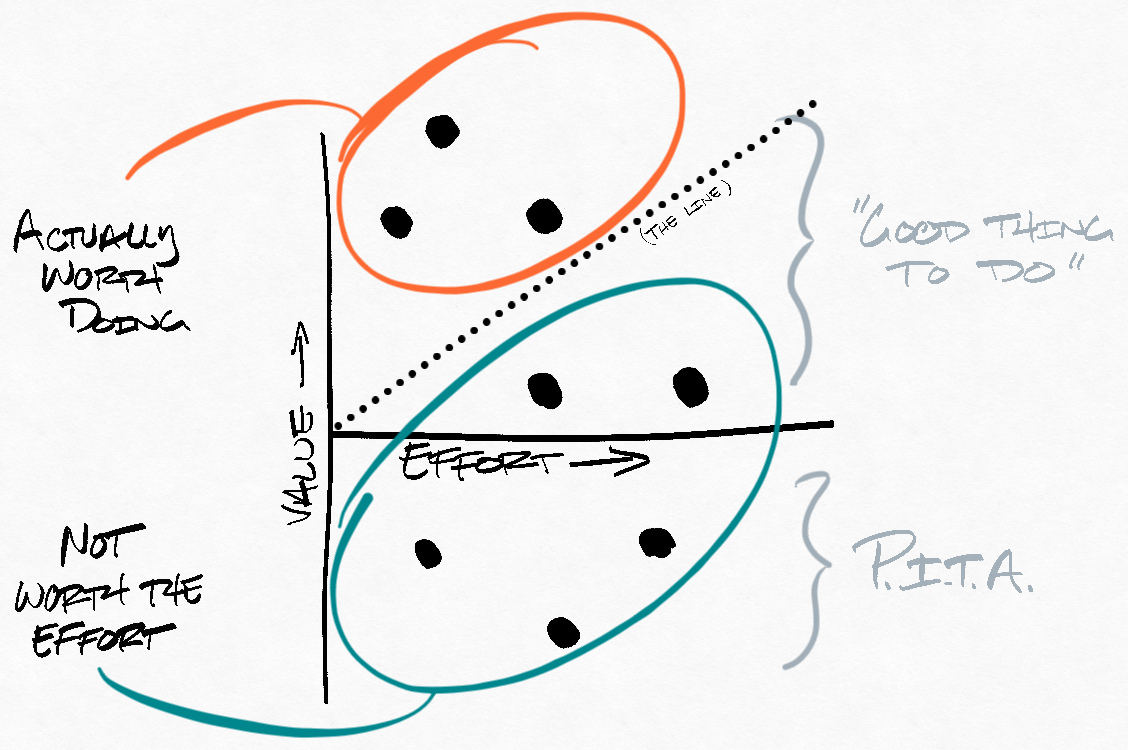 ACTUALLY
WORTH
DOING
NOT
WORTH THE
EFFORT
VALUE →
EFFORT →
(THE LINE)
"GOOD THING
TO DO"
P.I.T.A.